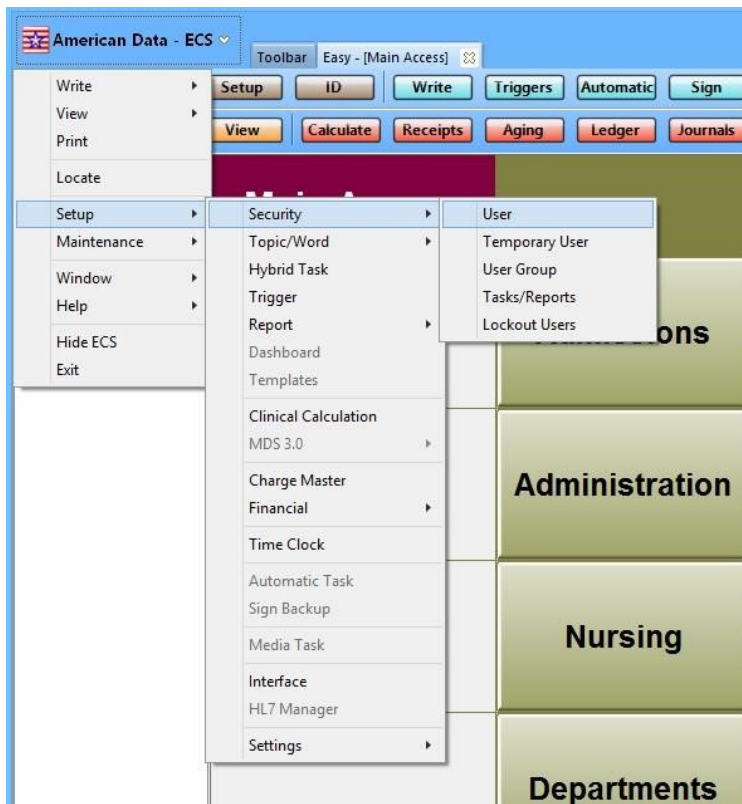 American Data - ECS
Toolbar Easy - [Main Access]
Setup ID Write Triggers Automatic Sign
View Calculate Receipts Aging Ledger Journals
Write
View
Print
Locate
Setup
Maintenance
Window
Help
Hide ECS
Exit
Security
Topic/Word
Hybrid Task
Trigger
Report
Dashboard
Templates
Clinical Calculation
MDS 3.0
Charge Master
Financial
Time Clock
Automatic Task
Sign Backup
Media Task
Interface
HL7 Manager
Settings
User
Temporary User
User Group
Tasks/Reports
Lockout Users
Administration
Nursing
Departments